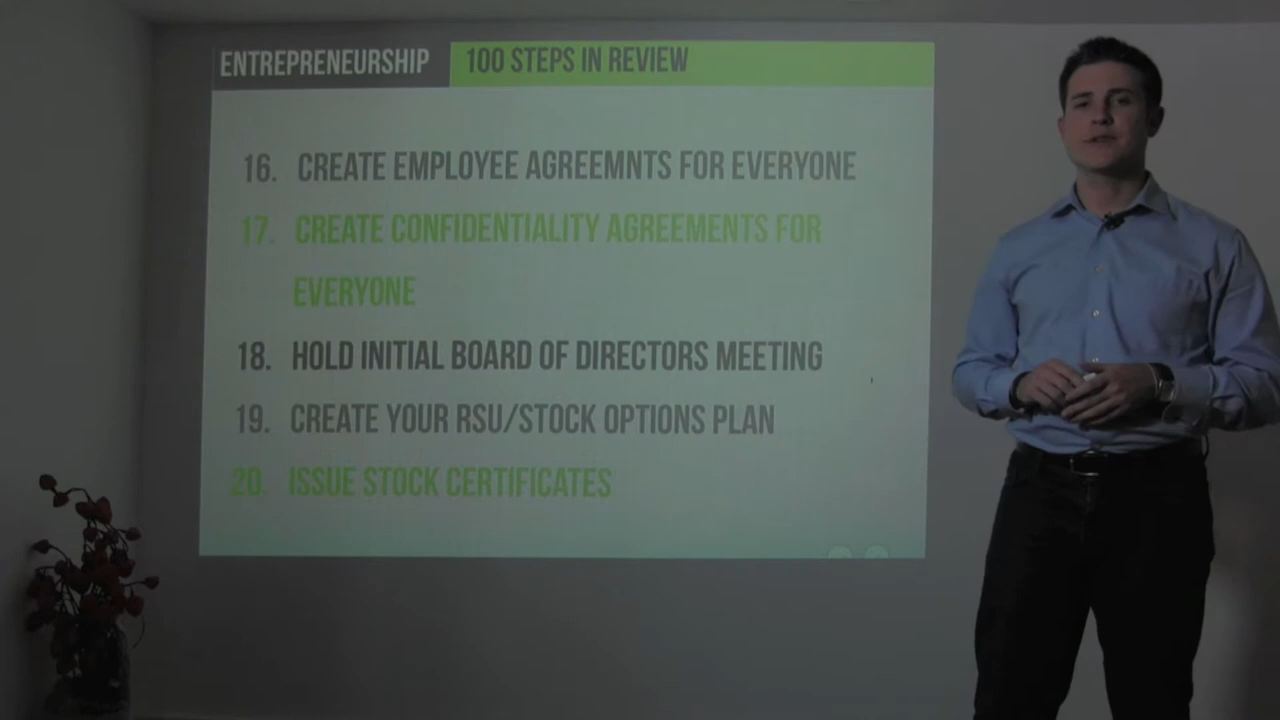 ENTREPRENEURSHIP 100 STEPS IN REVIEW
16. CREATE EMPLOYEE AGREEMNTS FOR EVERYONE
17. CREATE CONFIDENTIALITY AGREEMENTS FOR
EVERYONE
18. HOLD INITIAL BOARD OF DIRECTORS MEETING
19. CREATE YOUR RSU/STOCK OPTIONS PLAN
20. ISSUE STOCK CERTIFICATES